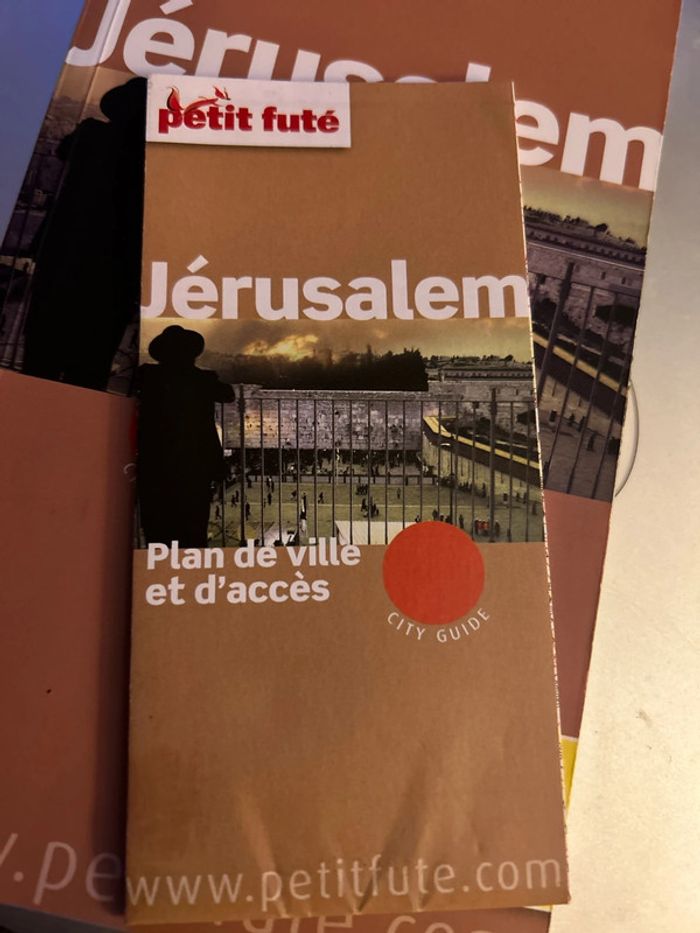 Jérusalem
petit futé
Jérusalem
Plan de ville
et d'accès
CITY GUIDE
www.petitfute.com